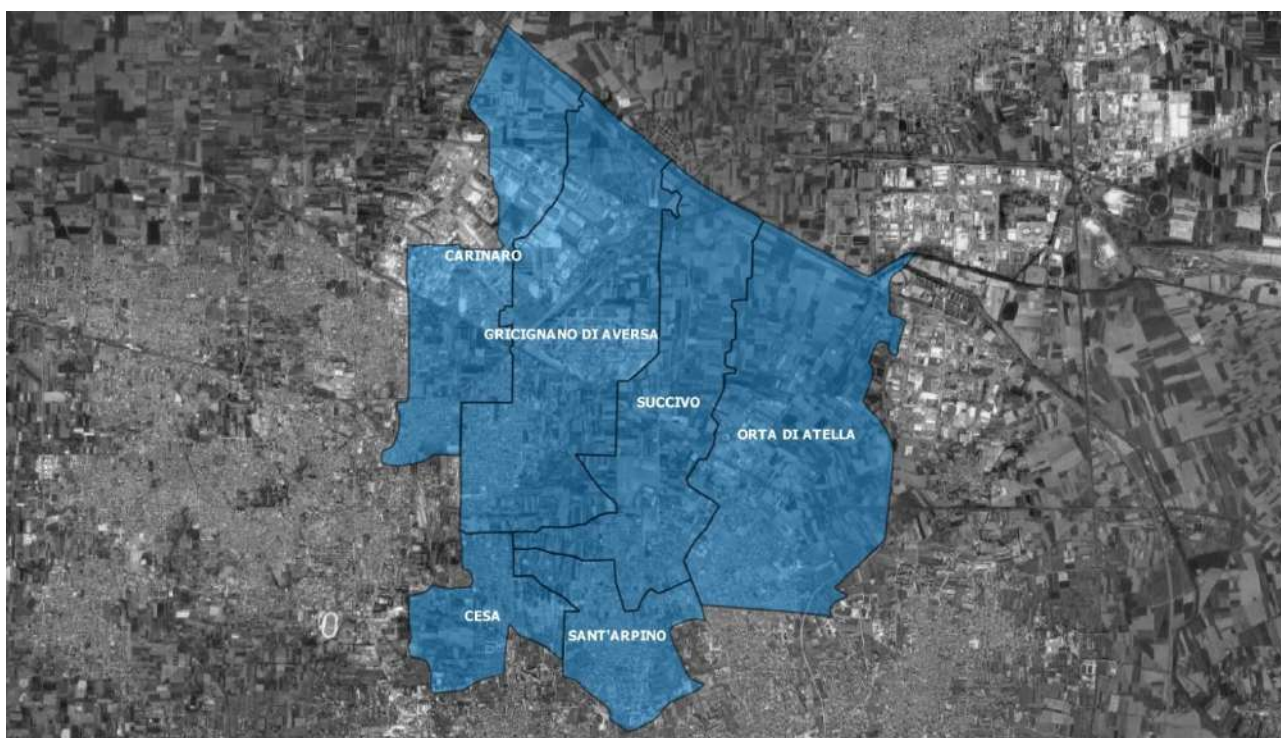 CARINARO
GRICIGNANO DI AVERSA
SUCCIVO
ORTA DI ATELLA
CESA
SANT'ARPINO